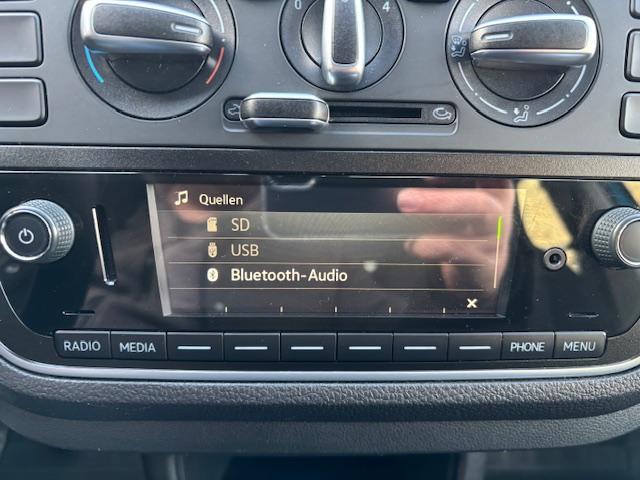 0 4
Quellen
SD
USB
Bluetooth-Audio
RADIO MEDIA PHONE MENU